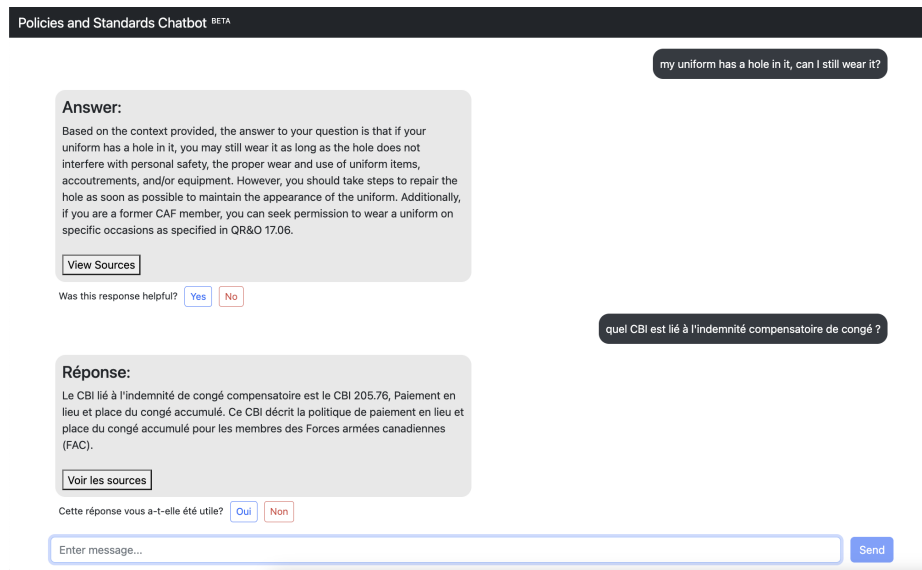 Policies and Standards Chatbot BETA
my uniform has a hole in it, can I still wear it?
Answer:
Based on the context provided, the answer to your question is that if your
uniform has a hole in it, you may still wear it as long as the hole does not
interfere with personal safety, the proper wear and use of uniform items,
accoutrements, and/or equipment. However, you should take steps to repair the
hole as soon as possible to maintain the appearance of the uniform. Additionally,
if you are a former CAF member, you can seek permission to wear a uniform on
specific occasions as specified in QR&O 17.06.
View Sources
Was this response helpful? Yes No
quel CBI est lié à l'indemnité compensatoire de congé ?
Réponse:
Le CBI lié à l'indemnité de congé compensatoire est le CBI 205.76, Paiement en
lieu et place du congé accumulé. Ce CBI décrit la politique de paiement en lieu et
place du congé accumulé pour les membres des Forces armées canadiennes
(FAC).
Voir les sources
Cette réponse vous a-t-elle été utile? Oui Non
Enter message... Send